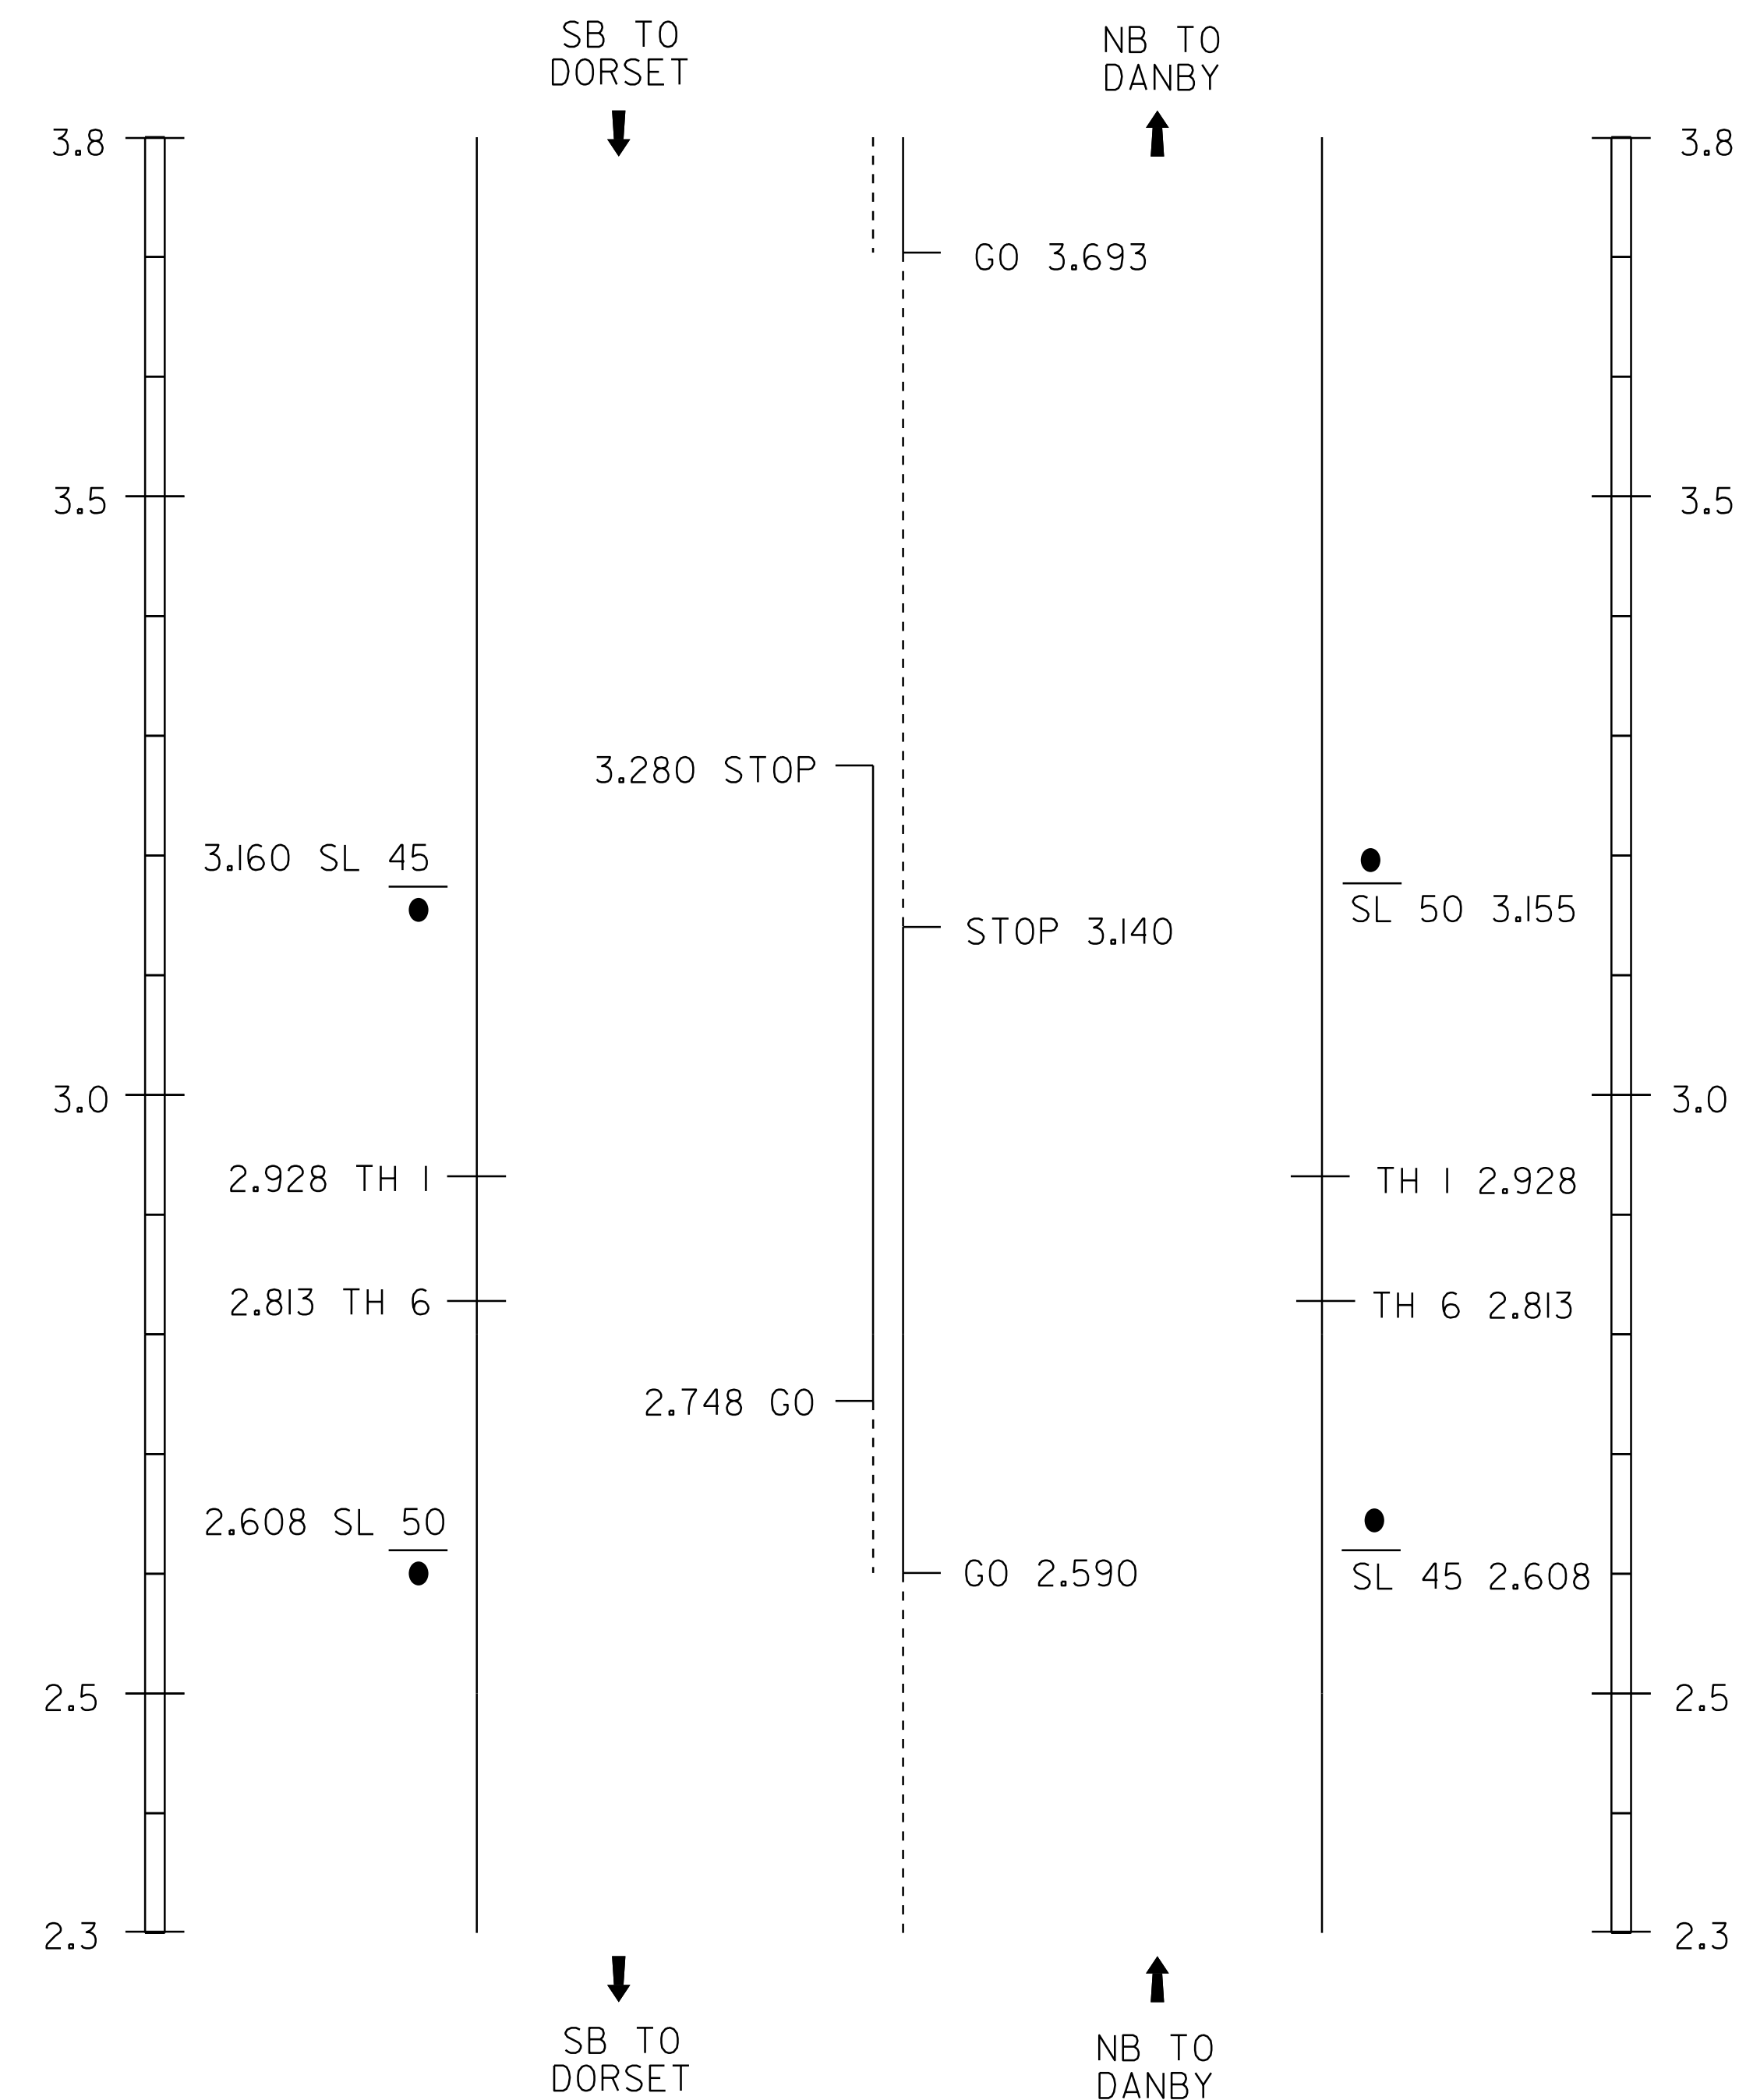 SB TO
DORSET
NB TO
DANBY
3.8
3.8
GO 3.693
3.5
3.5
3.280 STOP
3.160 SL 45
SL 50 3.155
STOP 3.140
3.0
3.0
2.928 TH 1
TH 1 2.928
2.813 TH 6
TH 6 2.813
2.748 GO
2.608 SL 50
GO 2.590
SL 45 2.608
2.5
2.5
2.3
2.3
SB TO
DORSET
NB TO
DANBY